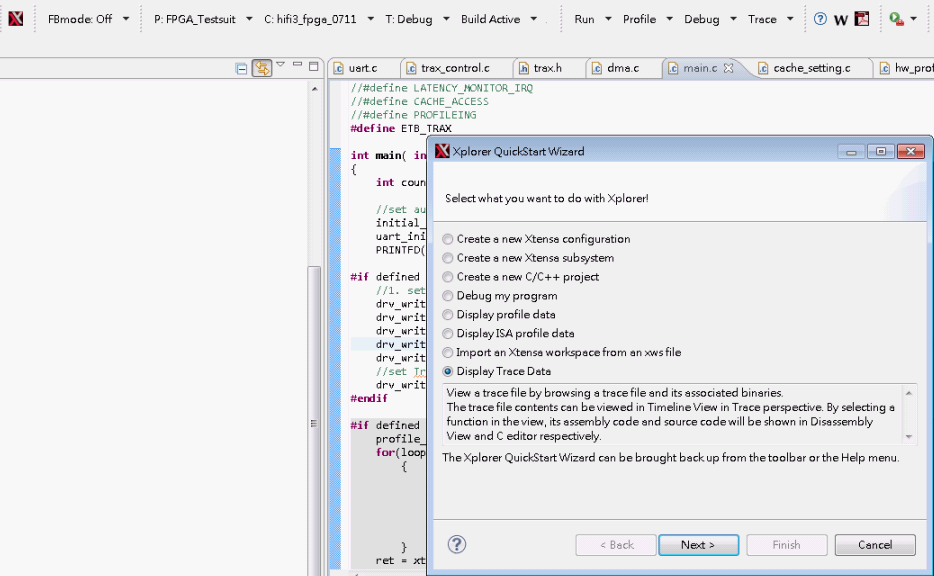 FBmode: Off P: FPGA_Testsuit C: hifi3_fpga_0711 T: Debug Build Active Run Profile Debug Trace ? W
uart.c trax_control.c trax.h dma.c main.c cache_setting.c hw_prof
//#define LATENCY_MONITOR_IRQ
//#define CACHE_ACCESS
//#define PROFILEING
#define ETB_TRAX
int main( in
{
int coun
//set au
initial_
uart_ini
PRINTFD(
#if defined
//1. set
drv_writ
drv_writ
drv_writ
drv_writ
drv_writ
//set Tr
drv_writ
#endif
#if defined
profile_
for(loop
{
}
ret = xt
Xplorer QuickStart Wizard
Select what you want to do with Xplorer!
Create a new Xtensa configuration
Create a new Xtensa subsystem
Create a new C/C++ project
Debug my program
Display profile data
Display ISA profile data
Import an Xtensa workspace from an xws file
Display Trace Data
View a trace file by browsing a trace file and its associated binaries.
The trace file contents can be viewed in Timeline View in Trace perspective. By selecting a
function in the view, its assembly code and source code will be shown in Disassembly
View and C editor respectively.
The Xplorer QuickStart Wizard can be brought back up from the toolbar or the Help menu.
? < Back Next > Finish Cancel